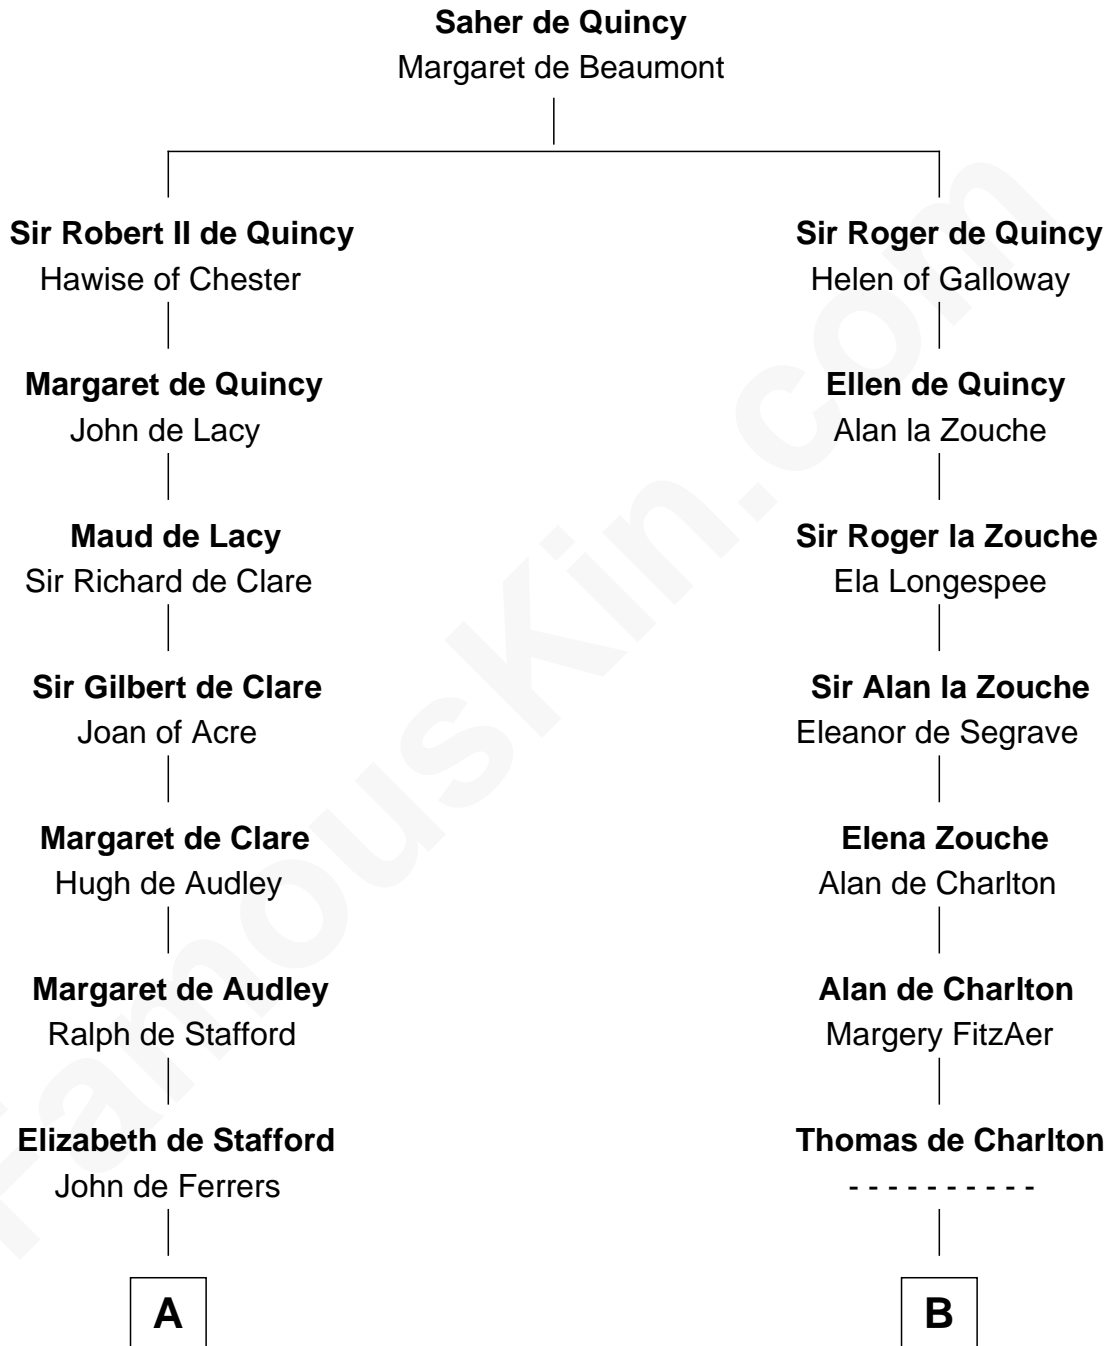 Saher de Quincy
Margaret de Beaumont
Sir Robert II de Quincy
Hawise of Chester
Sir Roger de Quincy
Helen of Galloway
Margaret de Quincy
John de Lacy
Ellen de Quincy
Alan la Zouche
Maud de Lacy
Sir Richard de Clare
Sir Roger la Zouche
Ela Longespee
Sir Gilbert de Clare
Joan of Acre
Sir Alan la Zouche
Eleanor de Segrave
Margaret de Clare
Hugh de Audley
Elena Zouche
Alan de Charlton
Margaret de Audley
Ralph de Stafford
Alan de Charlton
Margery FitzAer
Elizabeth de Stafford
John de Ferrers
Thomas de Charlton
- - - - - - - - - -
A
B
FamousKin.com